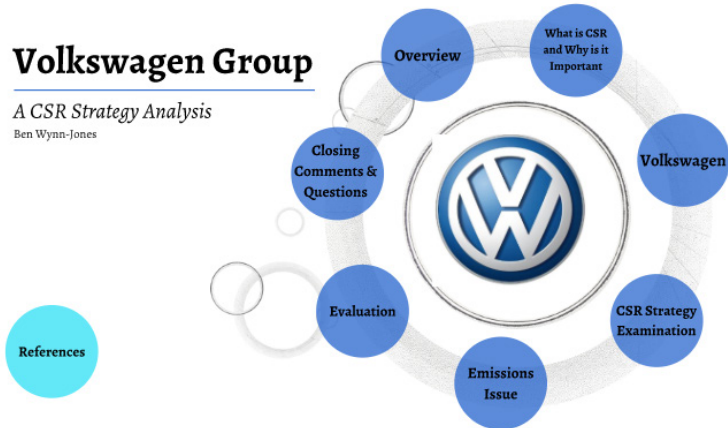 Volkswagen Group
A CSR Strategy Analysis
Ben Wynn-Jones
Overview
What is CSR
and Why is it
Important
Volkswagen
CSR Strategy
Examination
Emissions
Issue
Evaluation
Closing
Comments &
Questions
References
VW